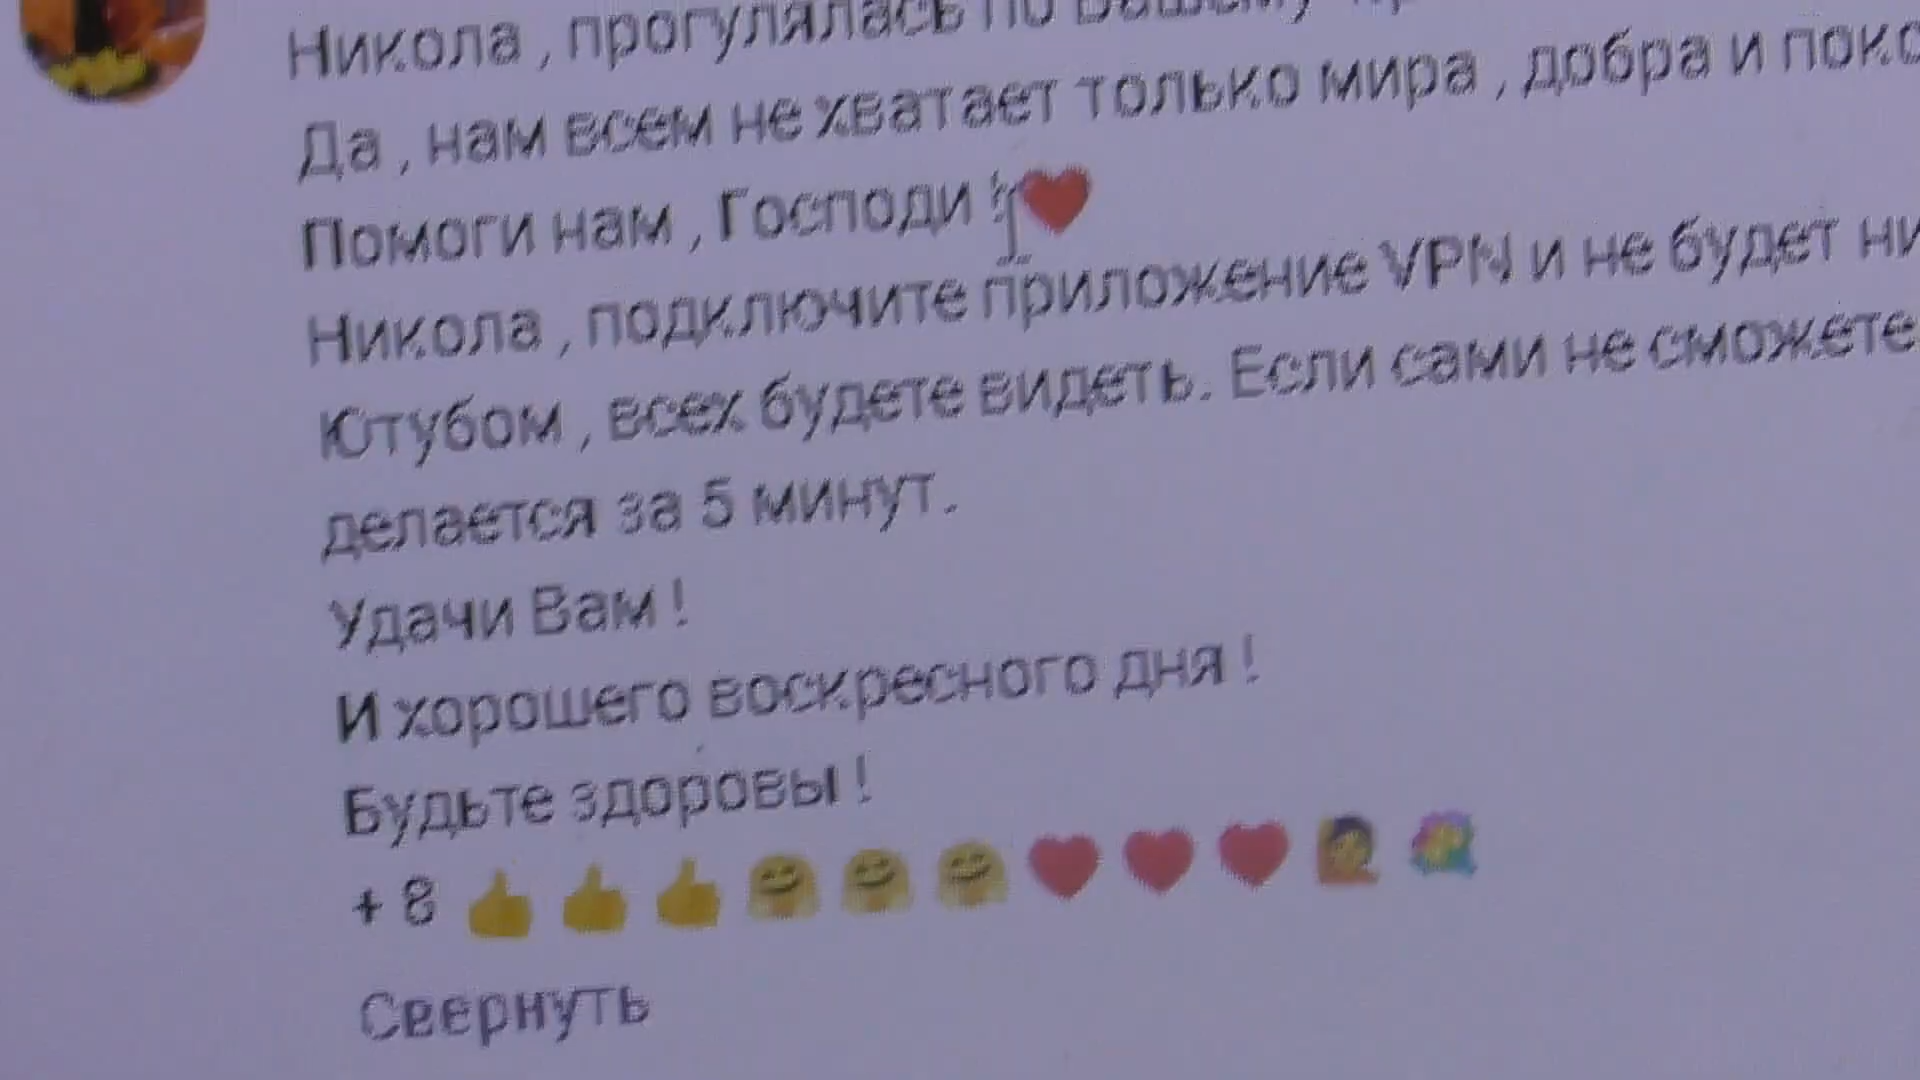 Никола , прогулялась по Вашему
Да , нам всем не хватает только мира , добра и
Помоги нам , Господи !❤️
Никола , подключите приложение VPN и не будет
Ютубом , всех будете видеть. Если сами не сможете
делается за 5 минут.
Удачи Вам !
И хорошего воскресного дня !
Будьте здоровы !
+ 8 👍 👍 👍 🤗 🤗 🤗 ❤️ ❤️ ❤️ 🙋 💐
Свернуть